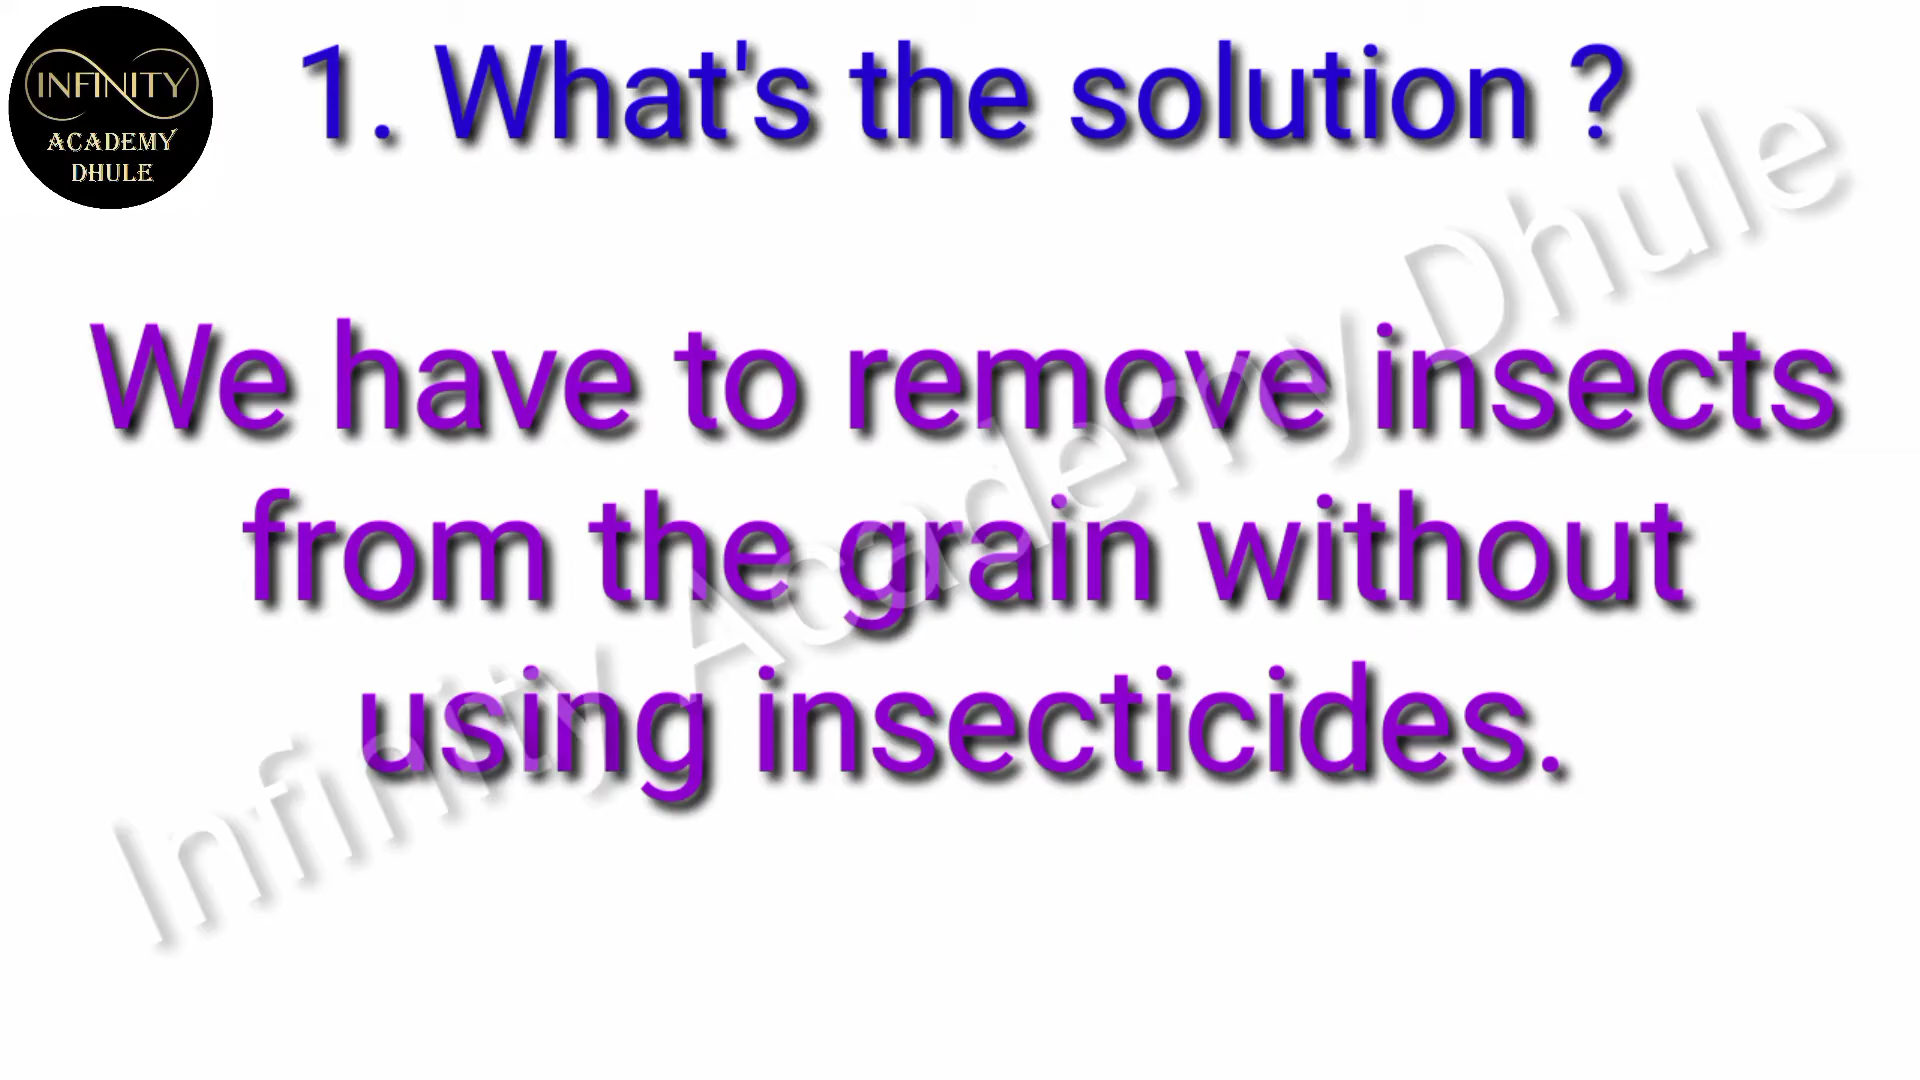 INFINITY
ACADEMY
DHULE
1. What's the solution ?
We have to remove insects
from the grain without
using insecticides.
Infinity Academy Dhule